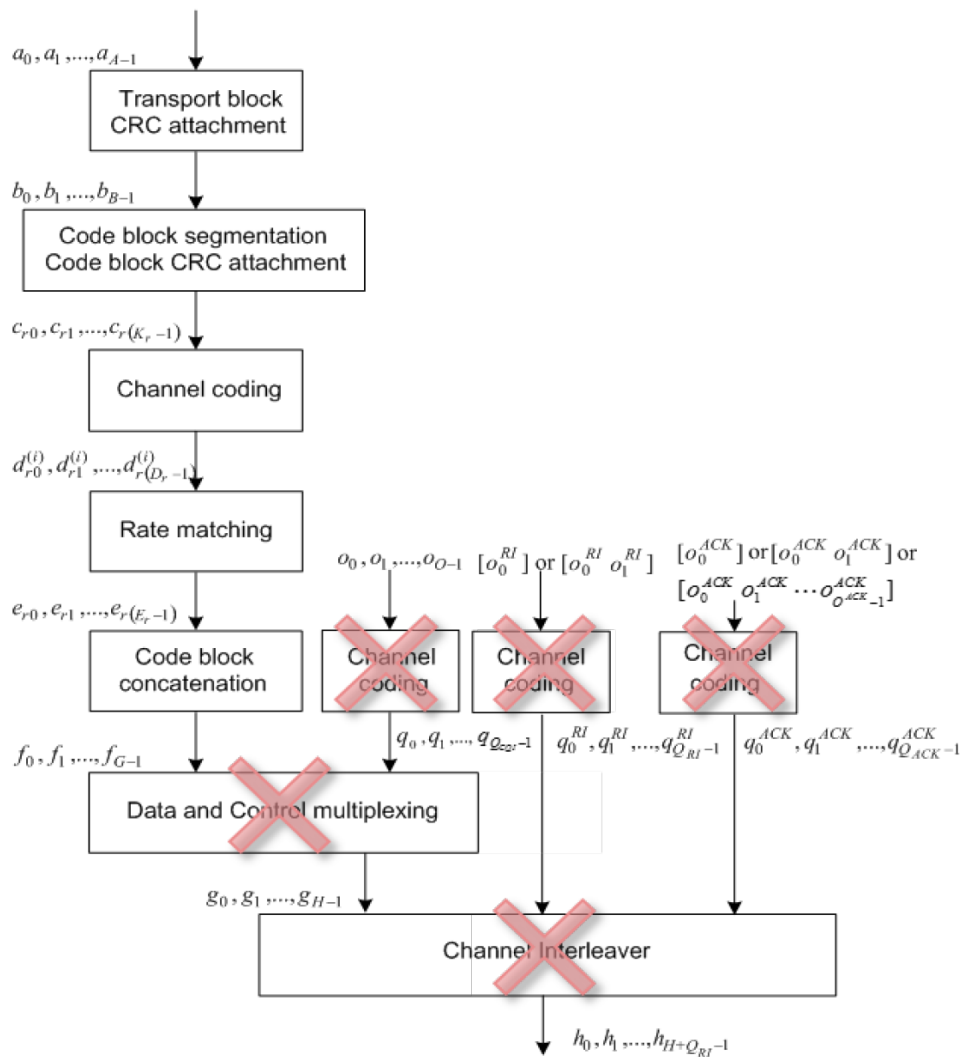 a_0, a_1, ..., a_{A-1}
Transport block
CRC attachment
b_0, b_1, ..., b_{B-1}
Code block segmentation
Code block CRC attachment
c_{r0}, c_{r1}, ..., c_{r(K_r-1)}
Channel coding
d_{r0}^{(i)}, d_{r1}^{(i)}, ..., d_{r(D_r-1)}^{(i)}
Rate matching
e_{r0}, e_{r1}, ..., e_{r(E_r-1)}
Code block
concatenation
o_0, o_1, ..., o_{O-1}
Channel
coding
[o_0^{RI}] or [o_0^{RI} o_1^{RI}]
Channel
coding
[o_0^{ACK}] or [o_0^{ACK} o_1^{ACK}] or
[o_0^{ACK} o_1^{ACK} ⋯ o_{O^{ACK}-1}^{ACK}]
Channel
coding
f_0, f_1, ..., f_{G-1}
q_0, q_1, ..., q_{Q_{CQI}-1}
q_0^{RI}, q_1^{RI}, ..., q_{Q_{RI}-1}^{RI}
q_0^{ACK}, q_1^{ACK}, ..., q_{Q_{ACK}-1}^{ACK}
Data and Control multiplexing
g_0, g_1, ..., g_{H-1}
Channel Interleaver
h_0, h_1, ..., h_{H+Q_{RI}-1}